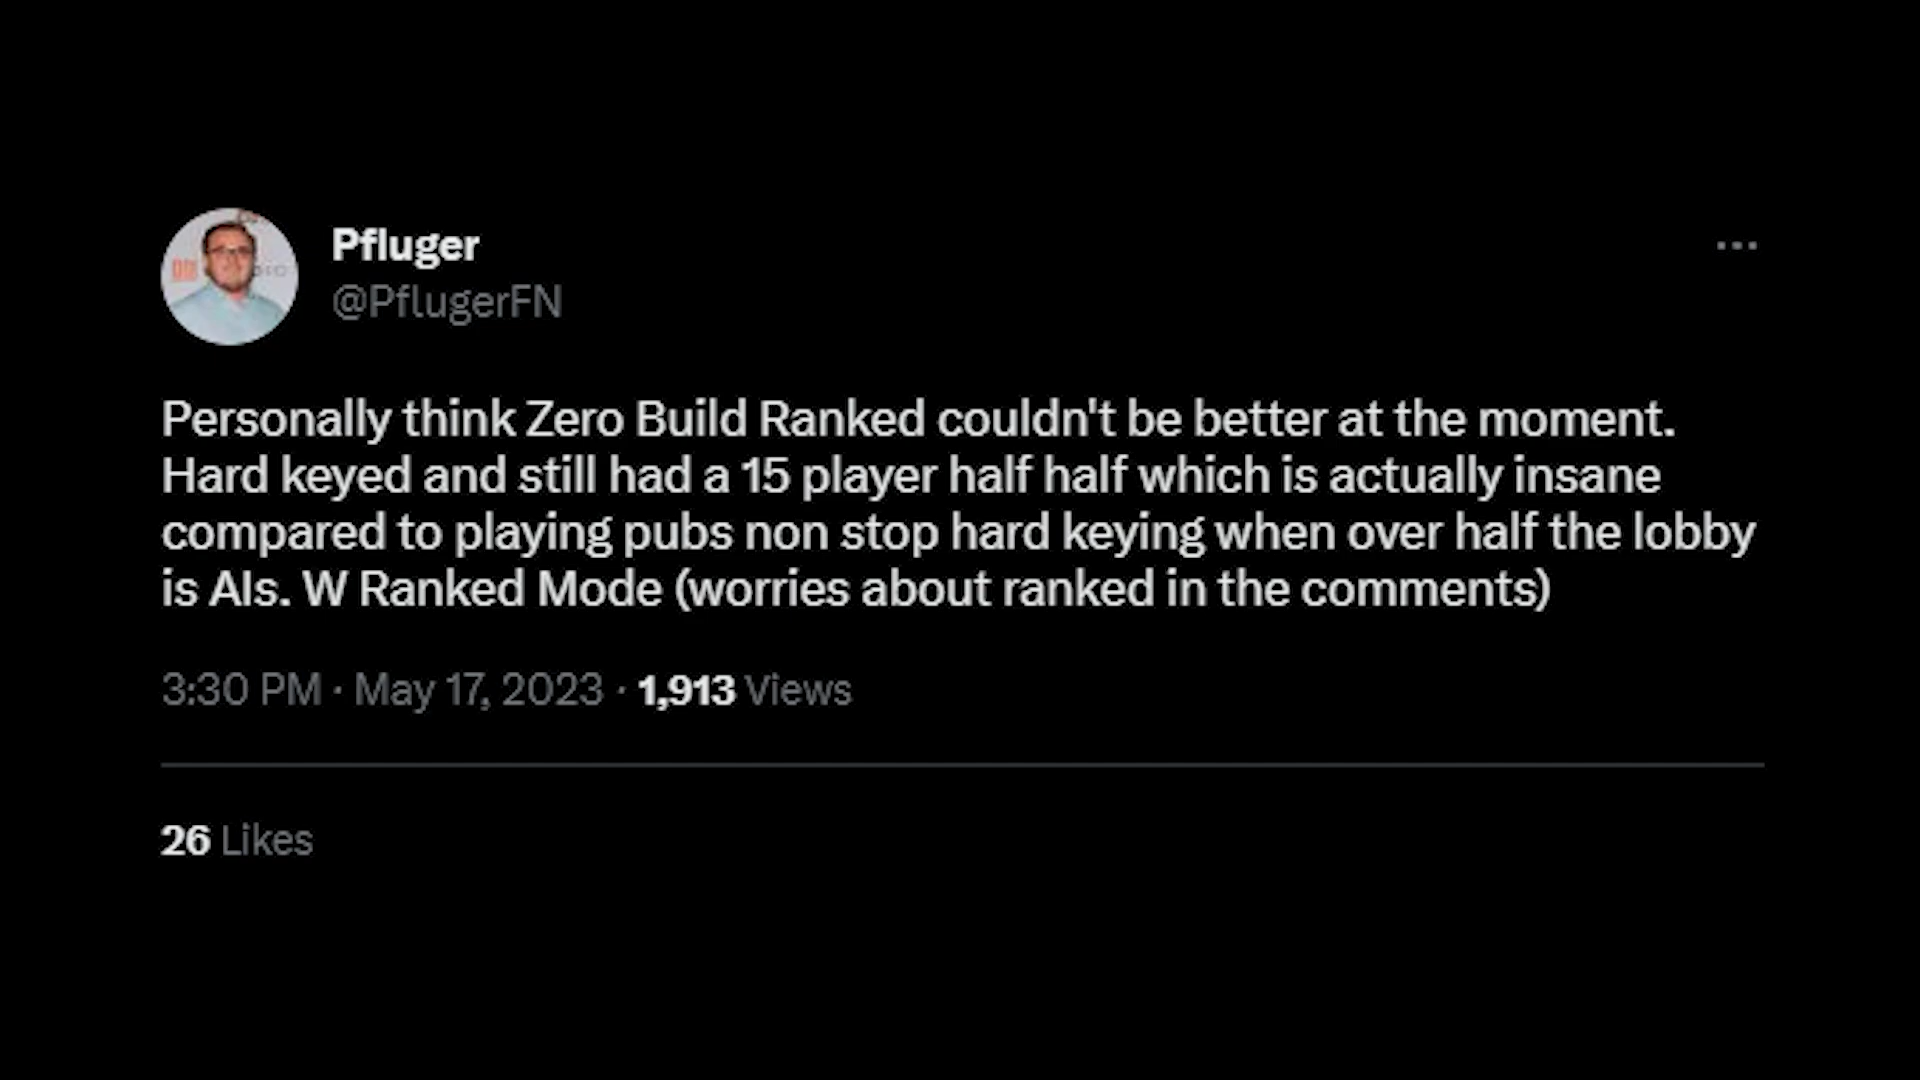 Pfluger
@PflugerFN
Personally think Zero Build Ranked couldn't be better at the moment.
Hard keyed and still had a 15 player half half which is actually insane
compared to playing pubs non stop hard keying when over half the lobby
is AIs. W Ranked Mode (worries about ranked in the comments)
3:30 PM · May 17, 2023 · 1,913 Views
26 Likes